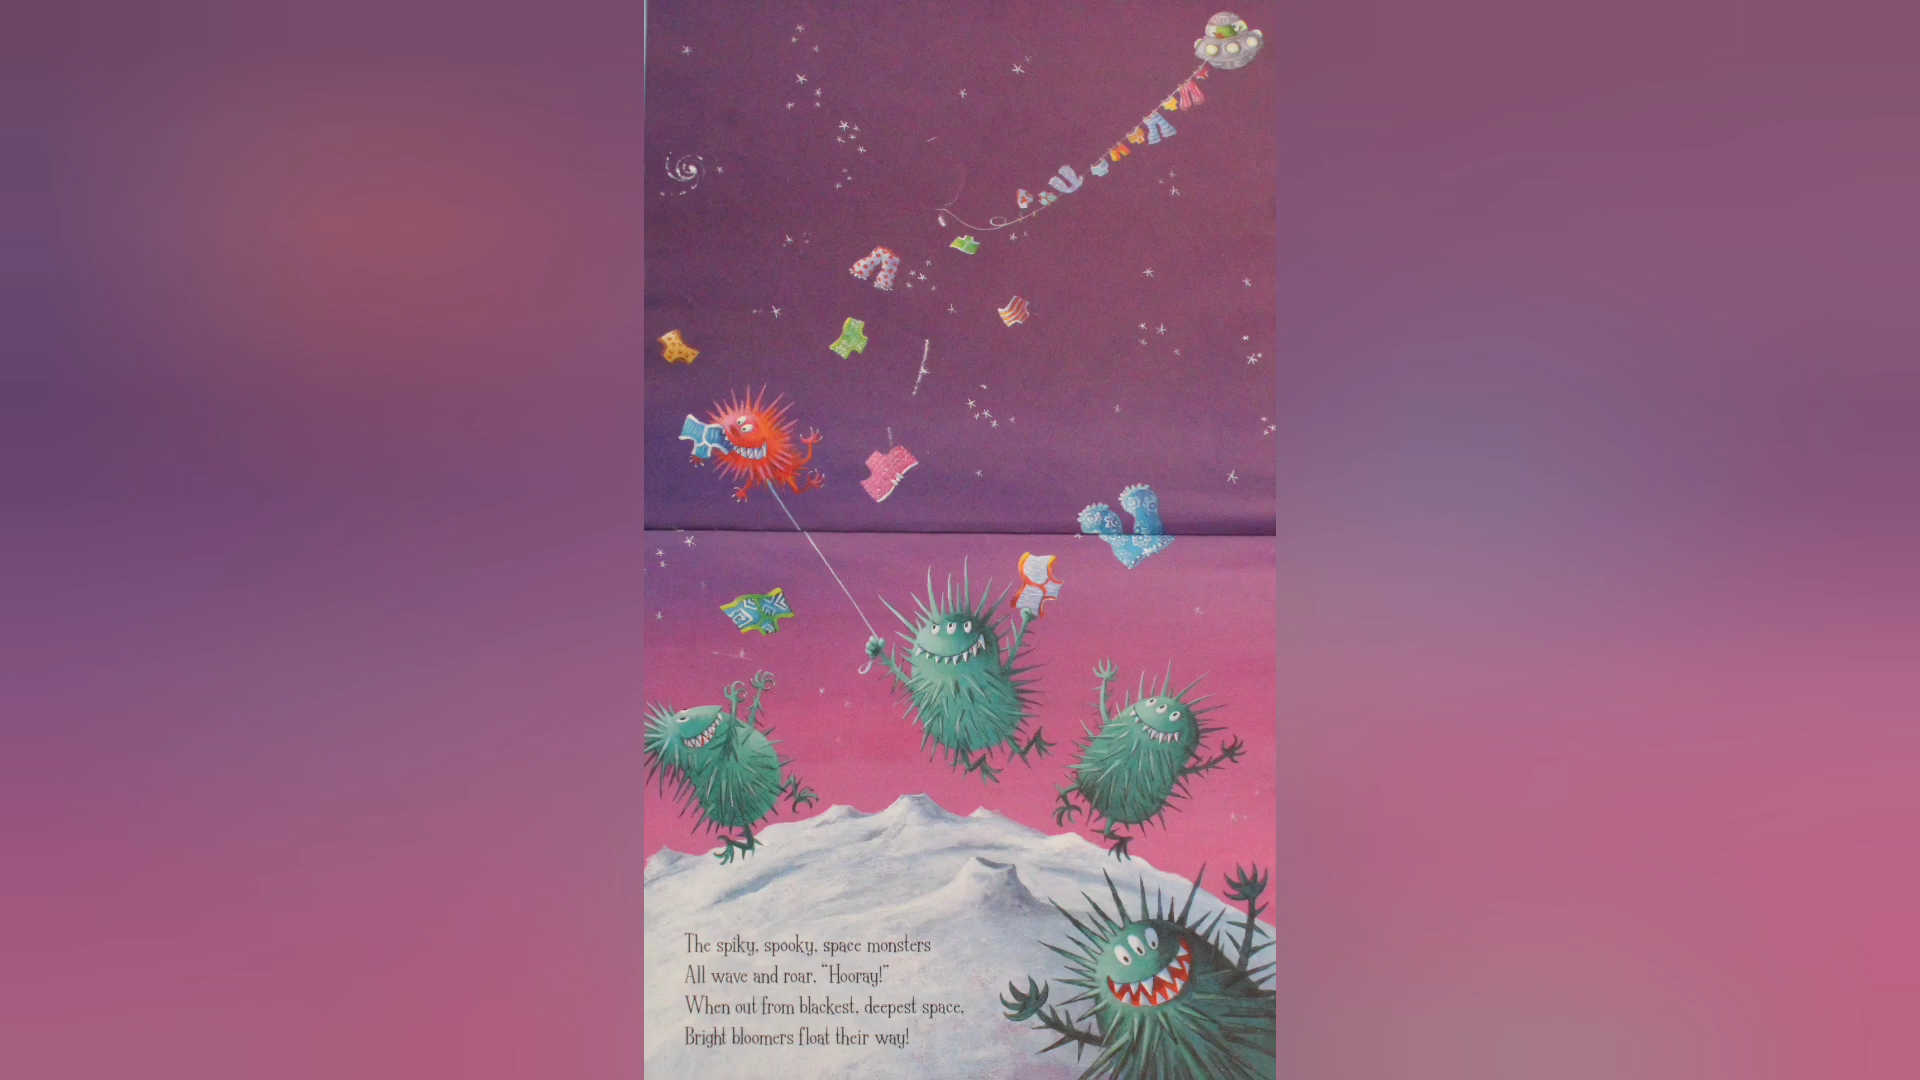 The spiky, spooky, space monsters
All wave and roar, “Hooray!”
When out from blackest, deepest space,
Bright bloomers float their way!